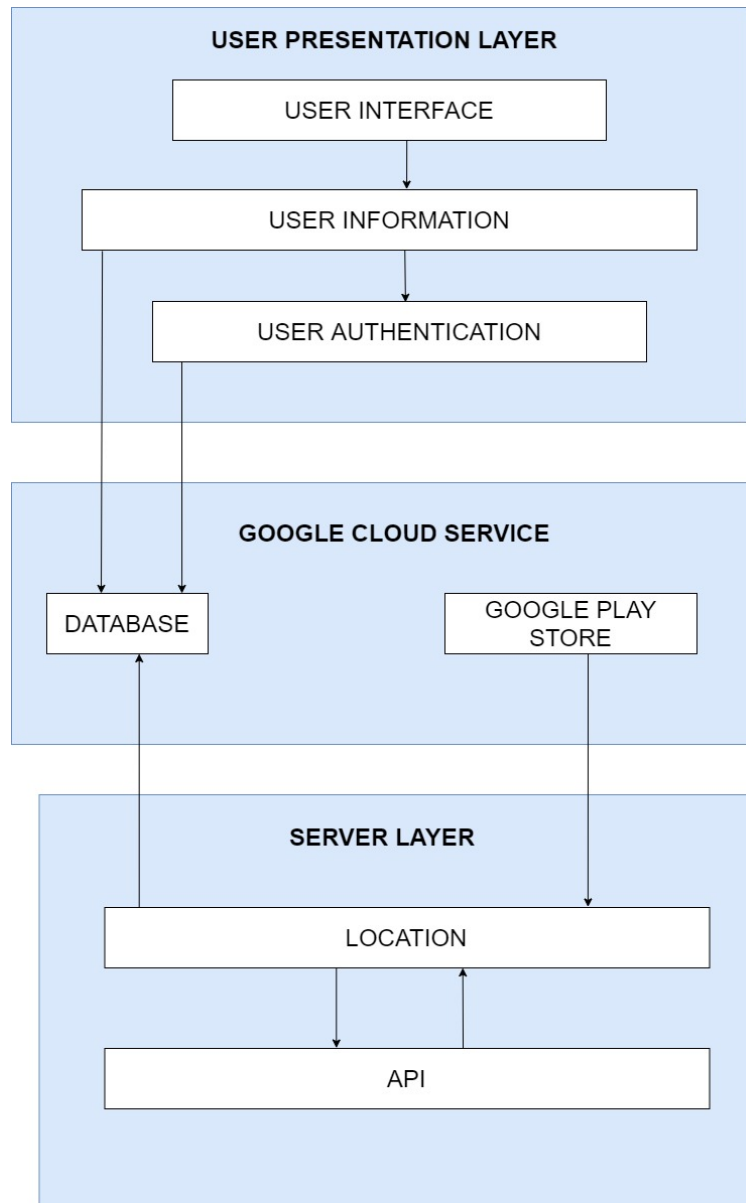 USER PRESENTATION LAYER
USER INTERFACE
USER INFORMATION
USER AUTHENTICATION
GOOGLE CLOUD SERVICE
DATABASE
GOOGLE PLAY
STORE
SERVER LAYER
LOCATION
API